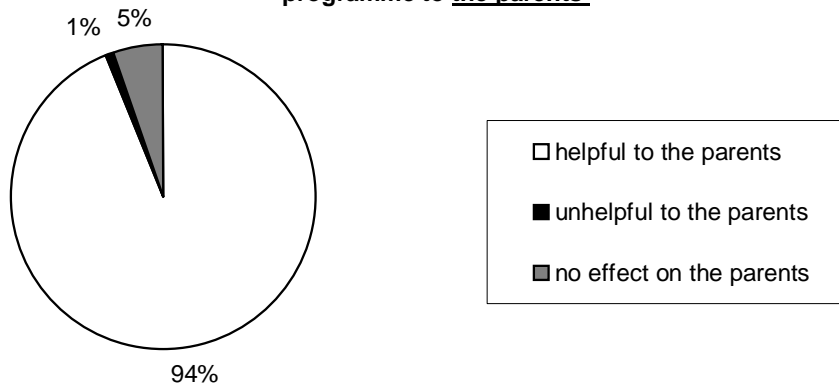 programme to the parents
1%
5%
helpful to the parents
unhelpful to the parents
no effect on the parents
94%